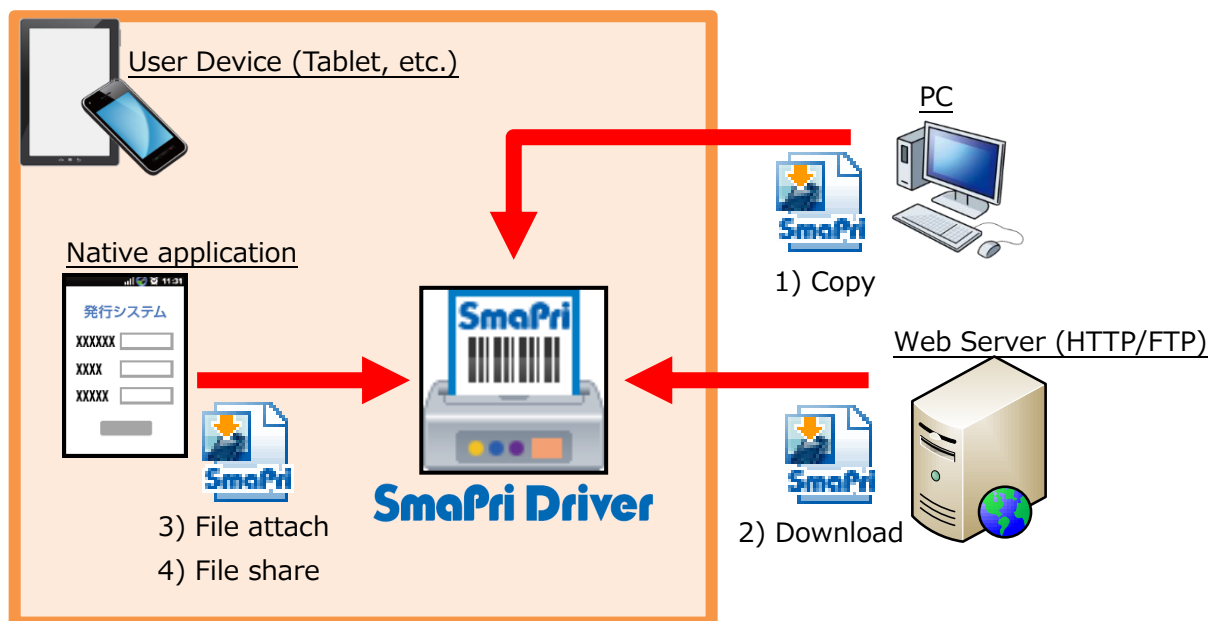 User Device (Tablet, etc.)
PC
SmaPri
1) Copy
Native application
11:31
発行システム
XXXXXX
XXXX
XXXXX
SmaPri
Web Server (HTTP/FTP)
SmaPri
3) File attach
4) File share
SmaPri Driver
SmaPri
2) Download